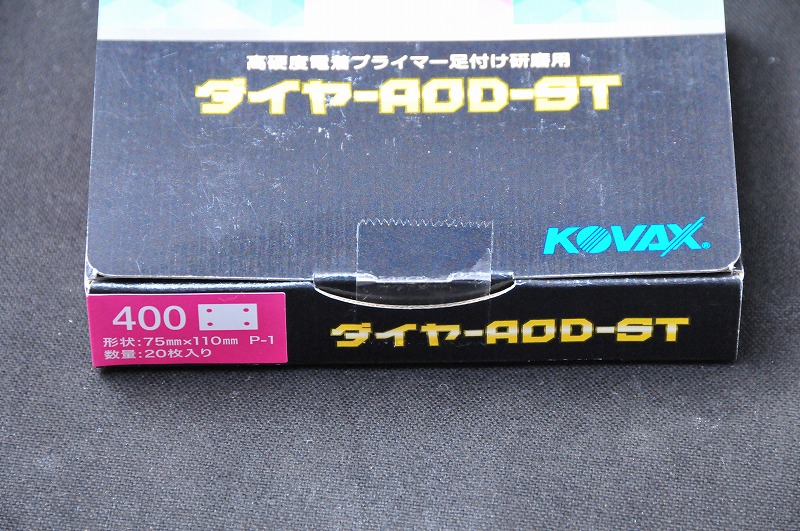 高硬度電着プライマー足付け研磨用
ダイヤ-AOD-ST
KOVAX®
400
形状:75mm×110mm P-1
数量:20枚入り
ダイヤ-AOD-ST